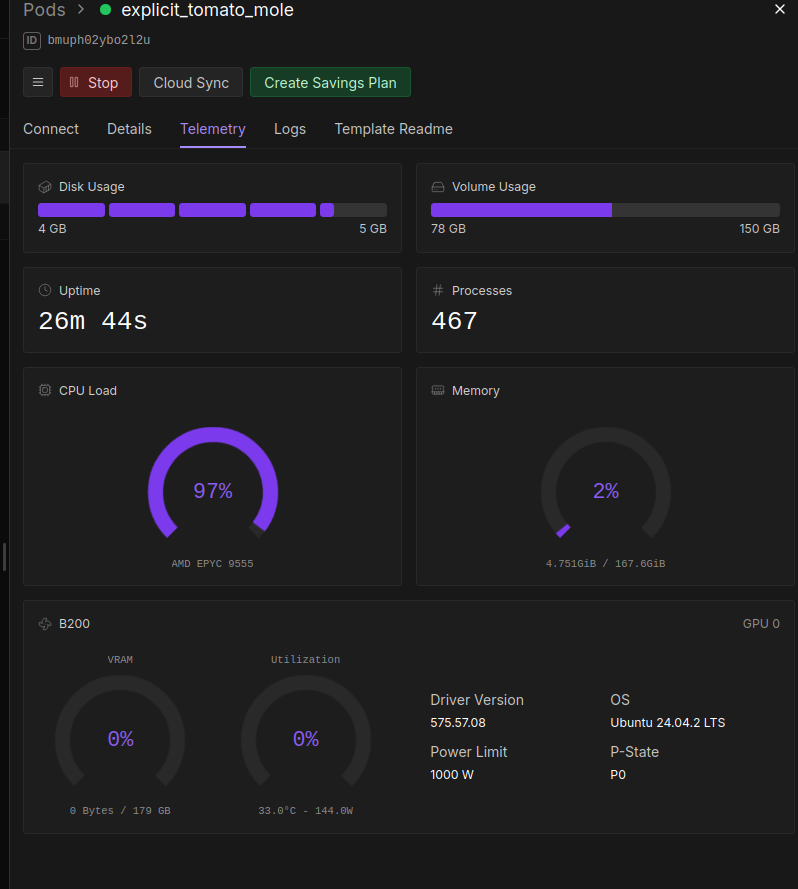 Pods > explicit_tomato_mole
ID bmuph02ybo2l2u
Stop Cloud Sync Create Savings Plan
Connect Details Telemetry Logs Template Readme
Disk Usage
4 GB 5 GB
Volume Usage
78 GB 150 GB
Uptime
26m 44s
Processes
467
CPU Load
97%
AMD EPYC 9555
Memory
2%
4.751GiB / 167.6GiB
B200 GPU 0
VRAM
0%
0 Bytes / 179 GB
Utilization
0%
33.0°C - 144.0W
Driver Version
575.57.08
OS
Ubuntu 24.04.2 LTS
Power Limit
1000 W
P-State
P0